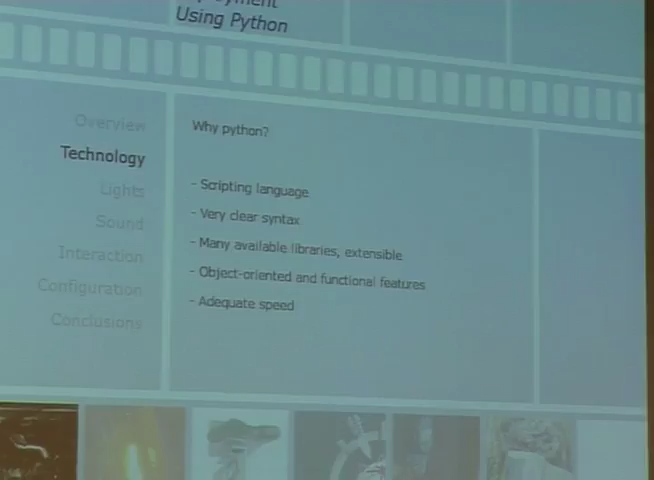 Using Python
Overview
Technology
Lights
Sound
Interaction
Configuration
Conclusions
Why python?
- Scripting language
- Very clear syntax
- Many available libraries, extensible
- Object-oriented and functional features
- Adequate speed